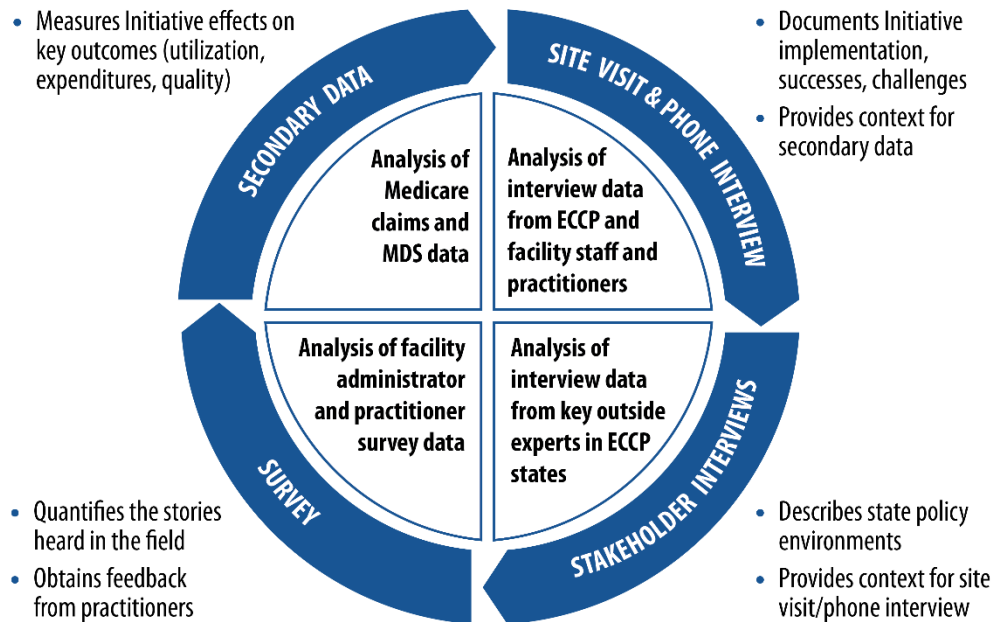 • Measures Initiative effects on
key outcomes (utilization,
expenditures, quality)
SECONDARY DATA
Analysis of
Medicare
claims and
MDS data
SITE VISIT & PHONE INTERVIEW
Analysis of
interview data
from ECCP and
facility staff and
practitioners
• Documents Initiative
implementation,
successes, challenges
• Provides context for
secondary data
Analysis of facility
administrator
and practitioner
survey data
SURVEY
• Quantifies the stories
heard in the field
• Obtains feedback
from practitioners
Analysis of
interview data
from key outside
experts in ECCP
states
STAKEHOLDER INTERVIEWS
• Describes state policy
environments
• Provides context for site
visit/phone interview